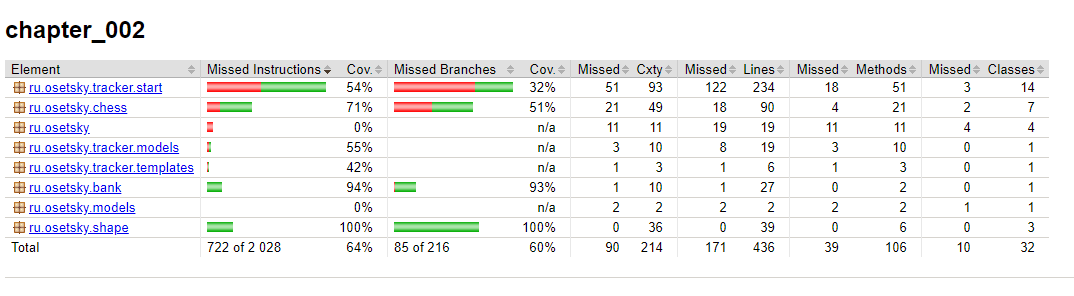 chapter_002
Element Missed Instructions Cov. Missed Branches Cov. Missed Cxty Missed Lines Missed Methods Missed Classes
ru.osetsky.tracker.start 54% 32% 51 93 122 234 18 51 3 14
ru.osetsky.chess 71% 51% 21 49 18 90 4 21 2 7
ru.osetsky 0% n/a 11 11 19 19 11 11 4 4
ru.osetsky.tracker.models 55% n/a 3 10 8 19 3 10 0 1
ru.osetsky.tracker.templates 42% n/a 1 3 1 6 1 3 0 1
ru.osetsky.bank 94% 93% 1 10 1 27 0 2 0 1
ru.osetsky.models 0% n/a 2 2 2 2 2 2 1 1
ru.osetsky.shape 100% 100% 0 36 0 39 0 6 0 3
Total 722 of 2 028 64% 85 of 216 60% 90 214 171 436 39 106 10 32